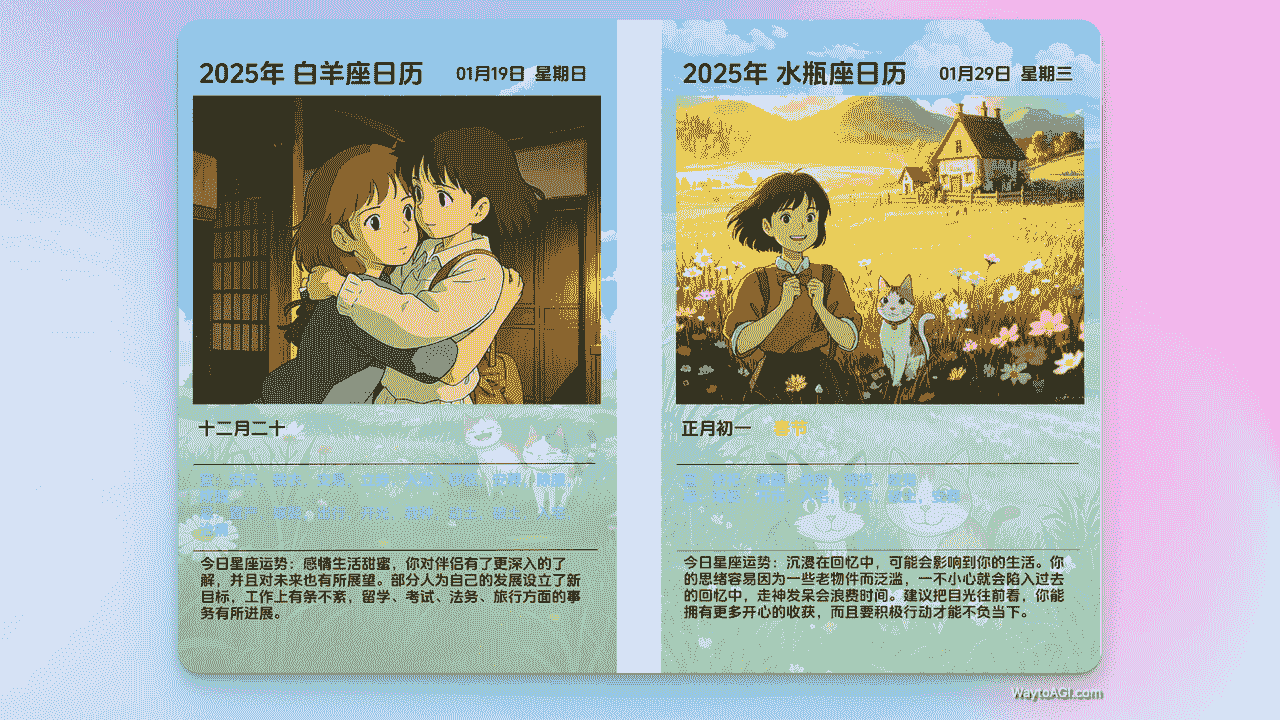 2025年 白羊座日历 01月19日 星期日
十二月二十
今日星座运势：感情生活甜蜜，你对伴侣有了更深入的了
解，并且对未来也有所展望。部分人为自己的发展设立了新
目标，工作上有条不紊，留学、考试、法务、旅行方面的事
务有所进展。
2025年 水瓶座日历 01月29日 星期三
正月初一 春节
今日星座运势：沉漫在回忆中，可能会影响到你的生活。你
的思绪容易因为一些老物件而泛滥，一不小心就会陷入过去
的回忆中，走神发呆会浪费时间。建议把目光往前看，你能
拥有更多开心的收获，而且要积极行动才能不负当下。
WaytoAGI.com